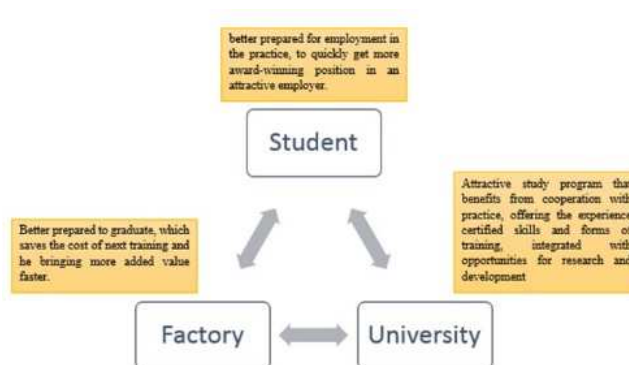 better prepared for employment in
the practice, to quickly get more
award-winning position in an
attractive employer.
Student
Attractive study program that
benefits from cooperation with
practice, offering the experience
certified skills and forms of
training, integrated with
opportunities for research and
development
Better prepared to graduate, which
saves the cost of next training and
he bringing more added value
faster.
Factory
University